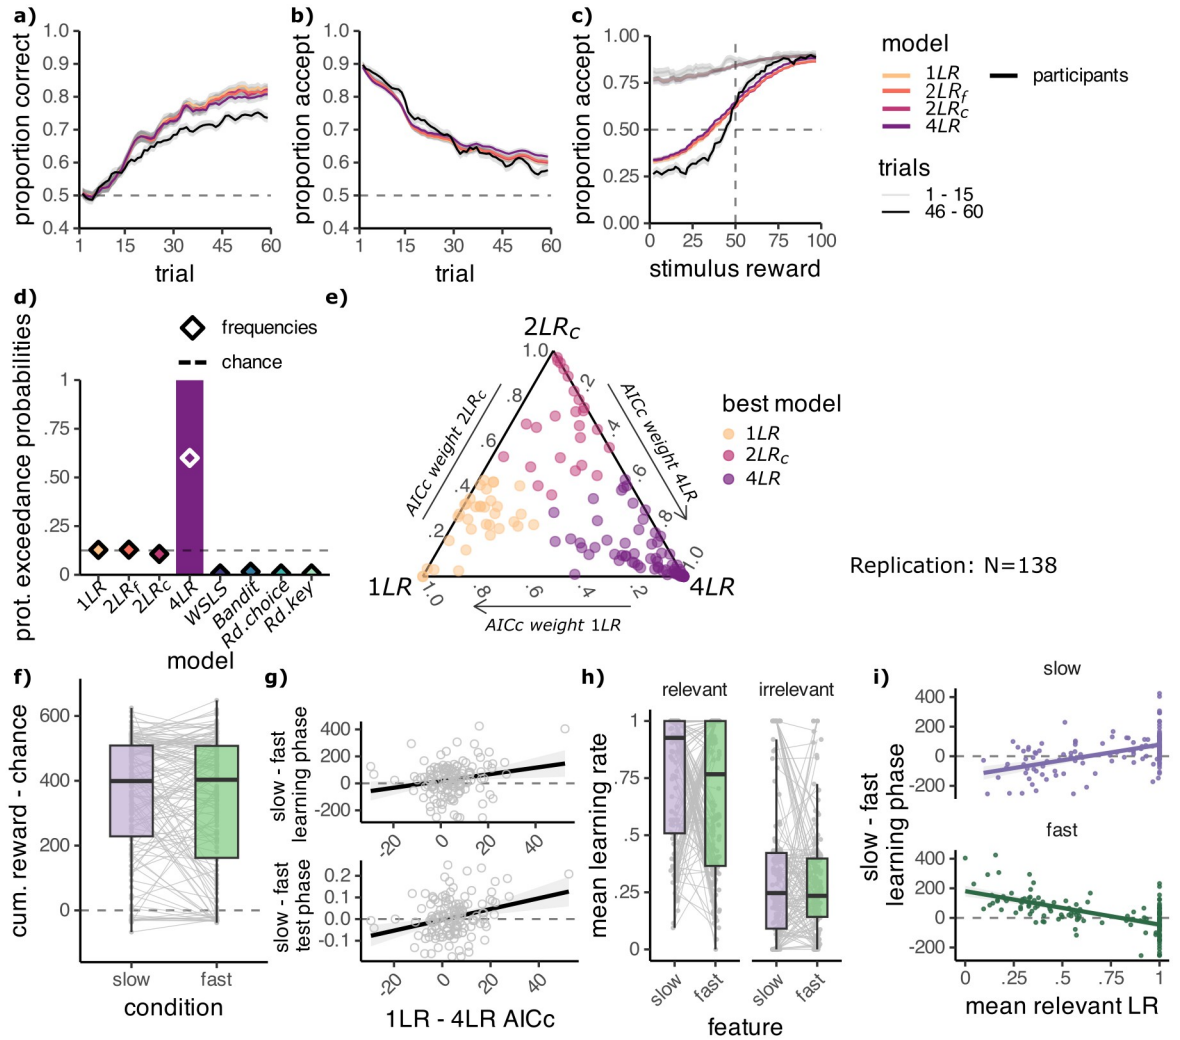 a)
proportion correct
1.0
0.9
0.8
0.7
0.6
0.5
0.4
1
15
30
45
60
trial
b)
proportion accept
1.0
0.9
0.8
0.7
0.6
0.5
0.4
1
15
30
45
60
trial
c)
proportion accept
1.00
0.75
0.50
0.25
0.00
0
25
50
75
100
stimulus reward
model
1LR
2LRf
2LRc
4LR
participants
trials
1 - 15
46 - 60
d)
frequencies
chance
prot. exceedance probabilities
1
.75
.50
.25
0
1LR
2LRf
2LRc
4LR
WSLS
Bandit
Rd.choice
Rd.key
model
e)
2LRc
1.0
.8
.6
.4
.2
AICc weight 2LRc
.2
.4
.6
.8
1.0
AICc weight 4LR
1LR
1.0
.8
.6
.4
.2
4LR
AICc weight 1LR
best model
1LR
2LRc
4LR
Replication: N=138
f)
cum. reward - chance
600
400
200
0
slow
fast
condition
g)
slow - fast
learning phase
400
200
0
-200
-20
0
20
40
slow - fast
test phase
0.2
0.1
0.0
-0.1
-20
0
20
40
1LR - 4LR AICc
h)
relevant
irrelevant
mean learning rate
1
.75
.5
.25
0
slow
fast
slow
fast
feature
i)
slow
400
200
0
-200
slow - fast
learning phase
fast
400
200
0
-200
0
.25
.5
.75
1
mean relevant LR